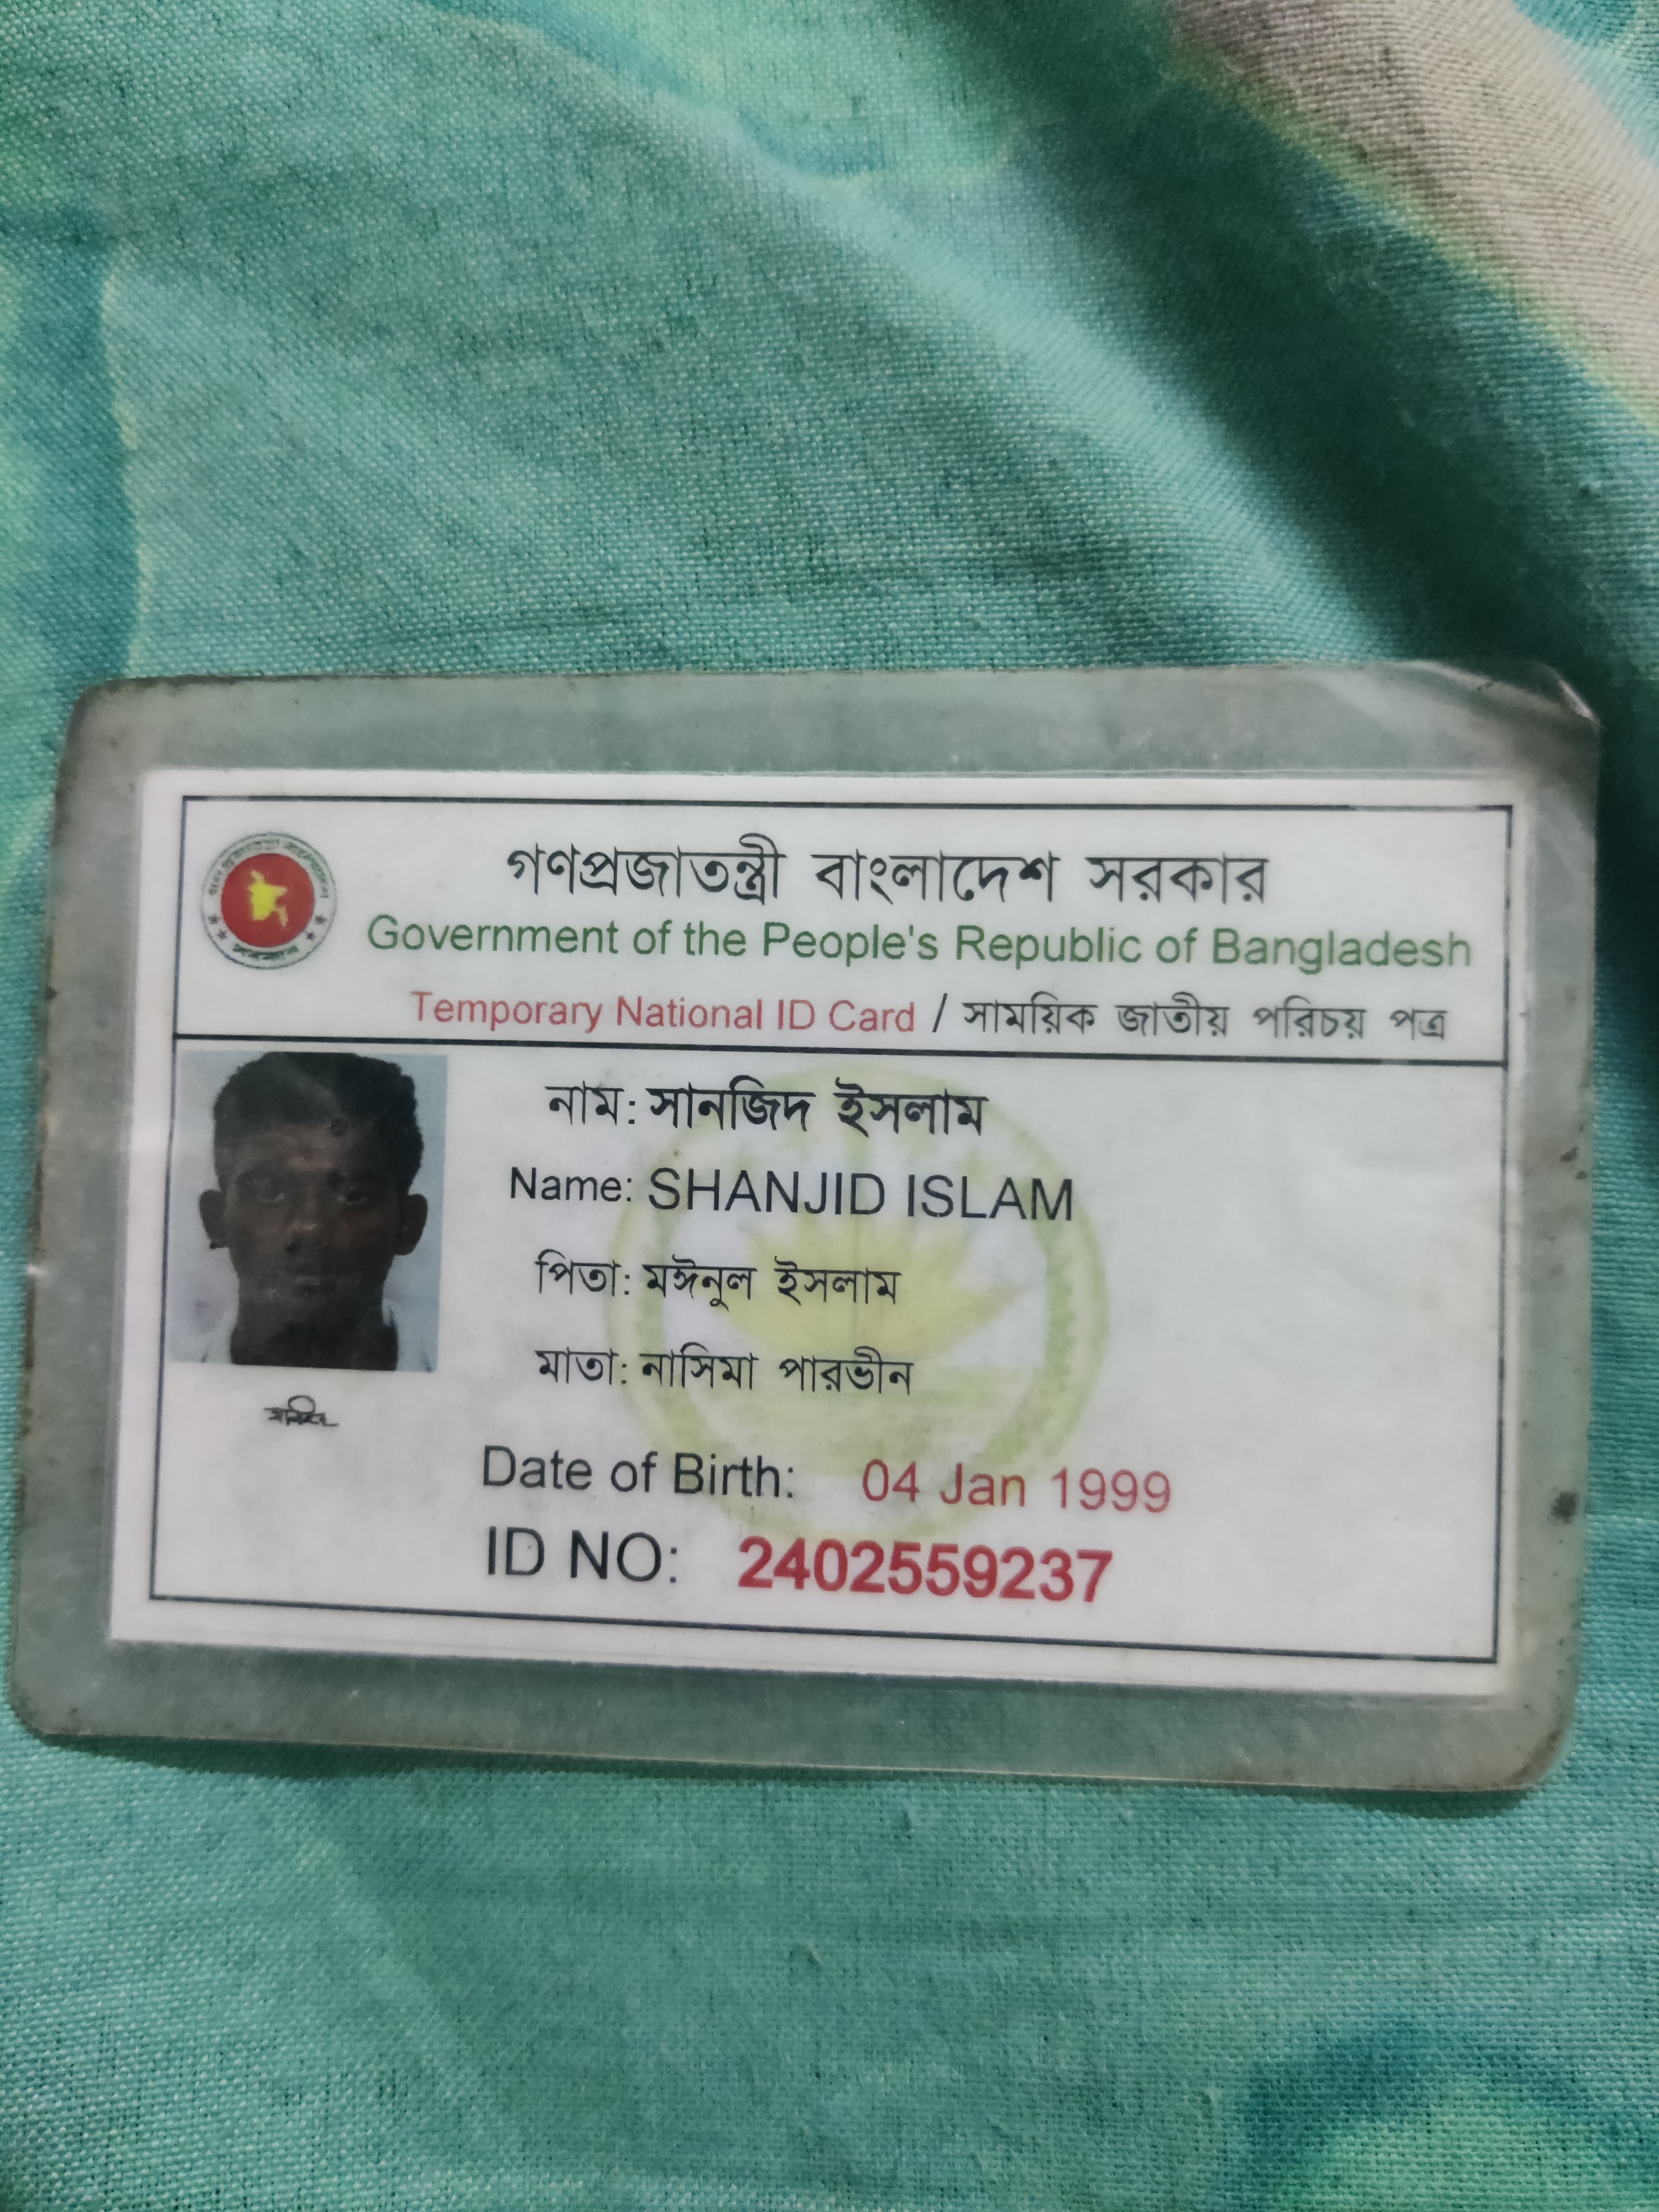 গণপ্রজাতন্ত্রী বাংলাদেশ সরকার
Government of the People's Republic of Bangladesh
Temporary National ID Card / সাময়িক জাতীয় পরিচয় পত্র
নাম: সানজিদ ইসলাম
Name: SHANJID ISLAM
পিতা: মঈনুল ইসলাম
মাতা: নাসিমা পারভীন
Date of Birth: 04 Jan 1999
ID NO: 2402559237